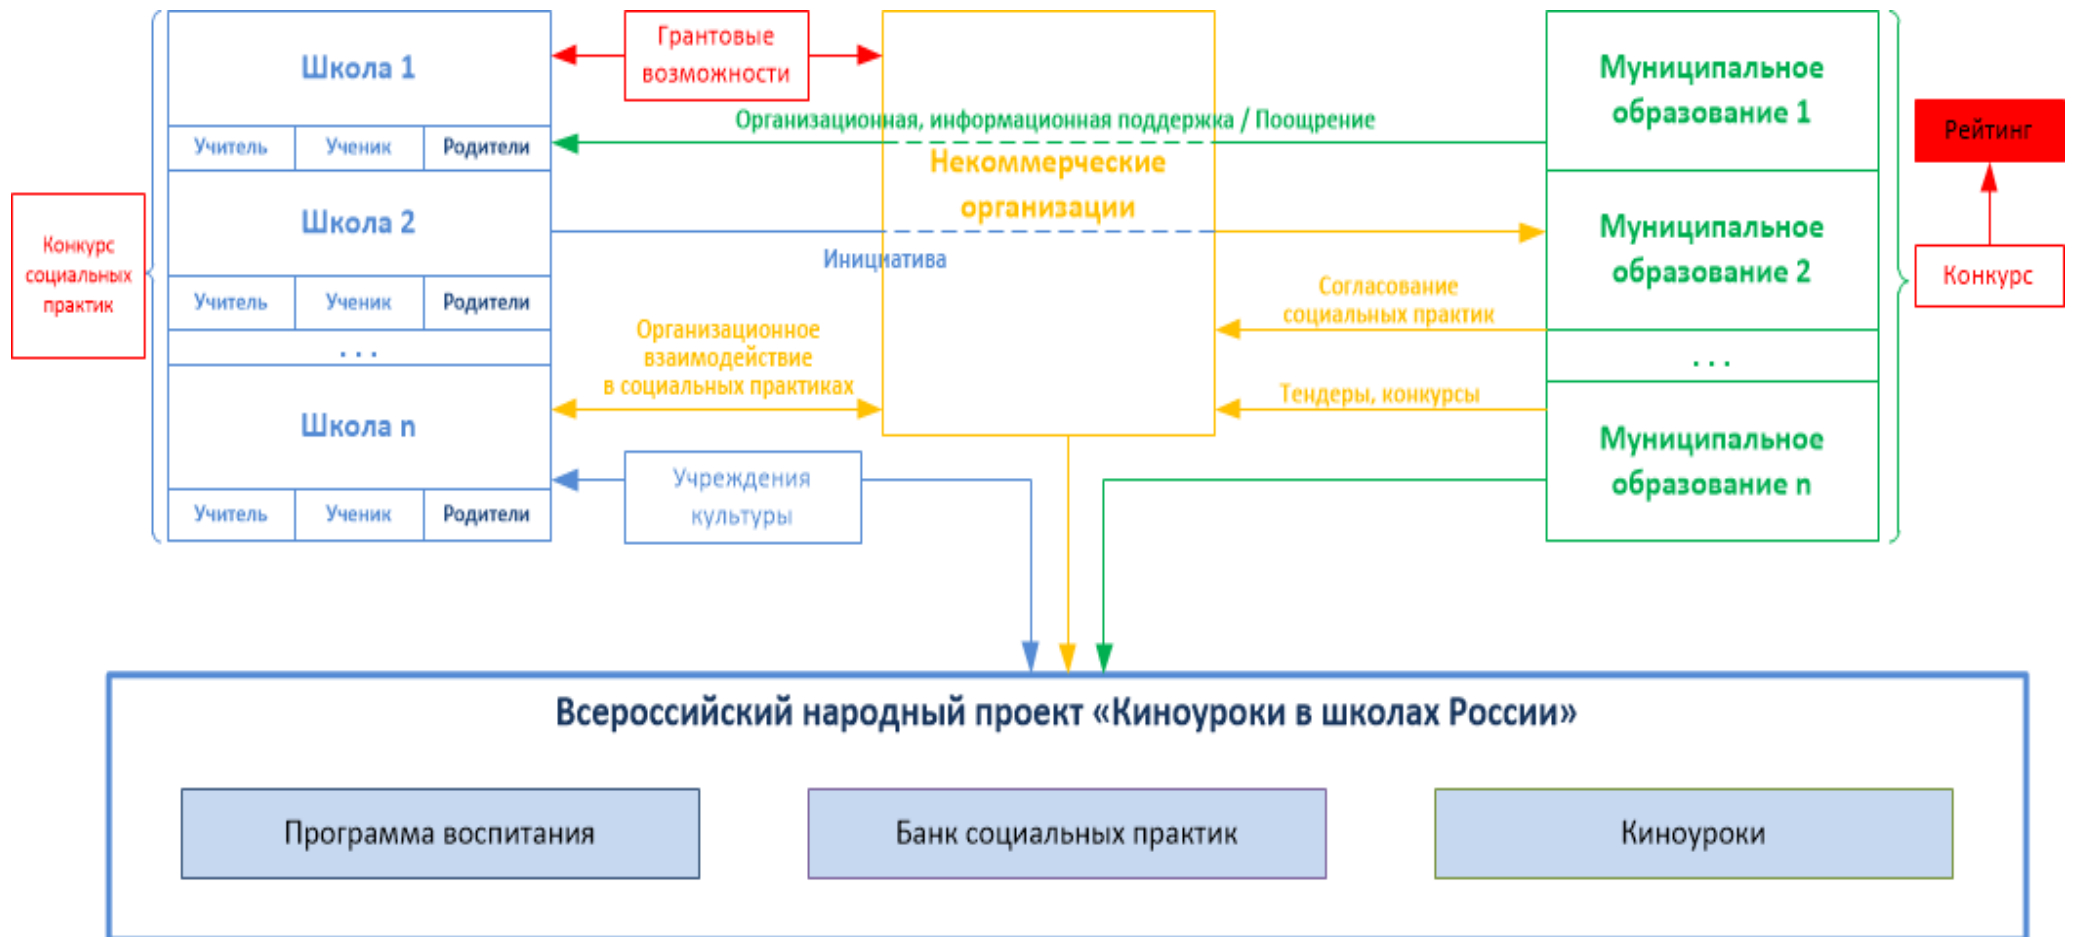 Школа 1
Учитель
Ученик
Родители
Школа 2
Учитель
Ученик
Родители
. . .
Школа n
Учитель
Ученик
Родители
Конкурс
социальных
практик
Грантовые
возможности
Организационная, информационная поддержка / Поощрение
Некоммерческие
организации
Инициатива
Организационное
взаимодействие
в социальных практиках
Учреждения
культуры
Согласование
социальных практик
Тендеры, конкурсы
Муниципальное
образование 1
Муниципальное
образование 2
. . .
Муниципальное
образование n
Рейтинг
Конкурс
Всероссийский народный проект «Киноуроки в школах России»
Программа воспитания
Банк социальных практик
Киноуроки